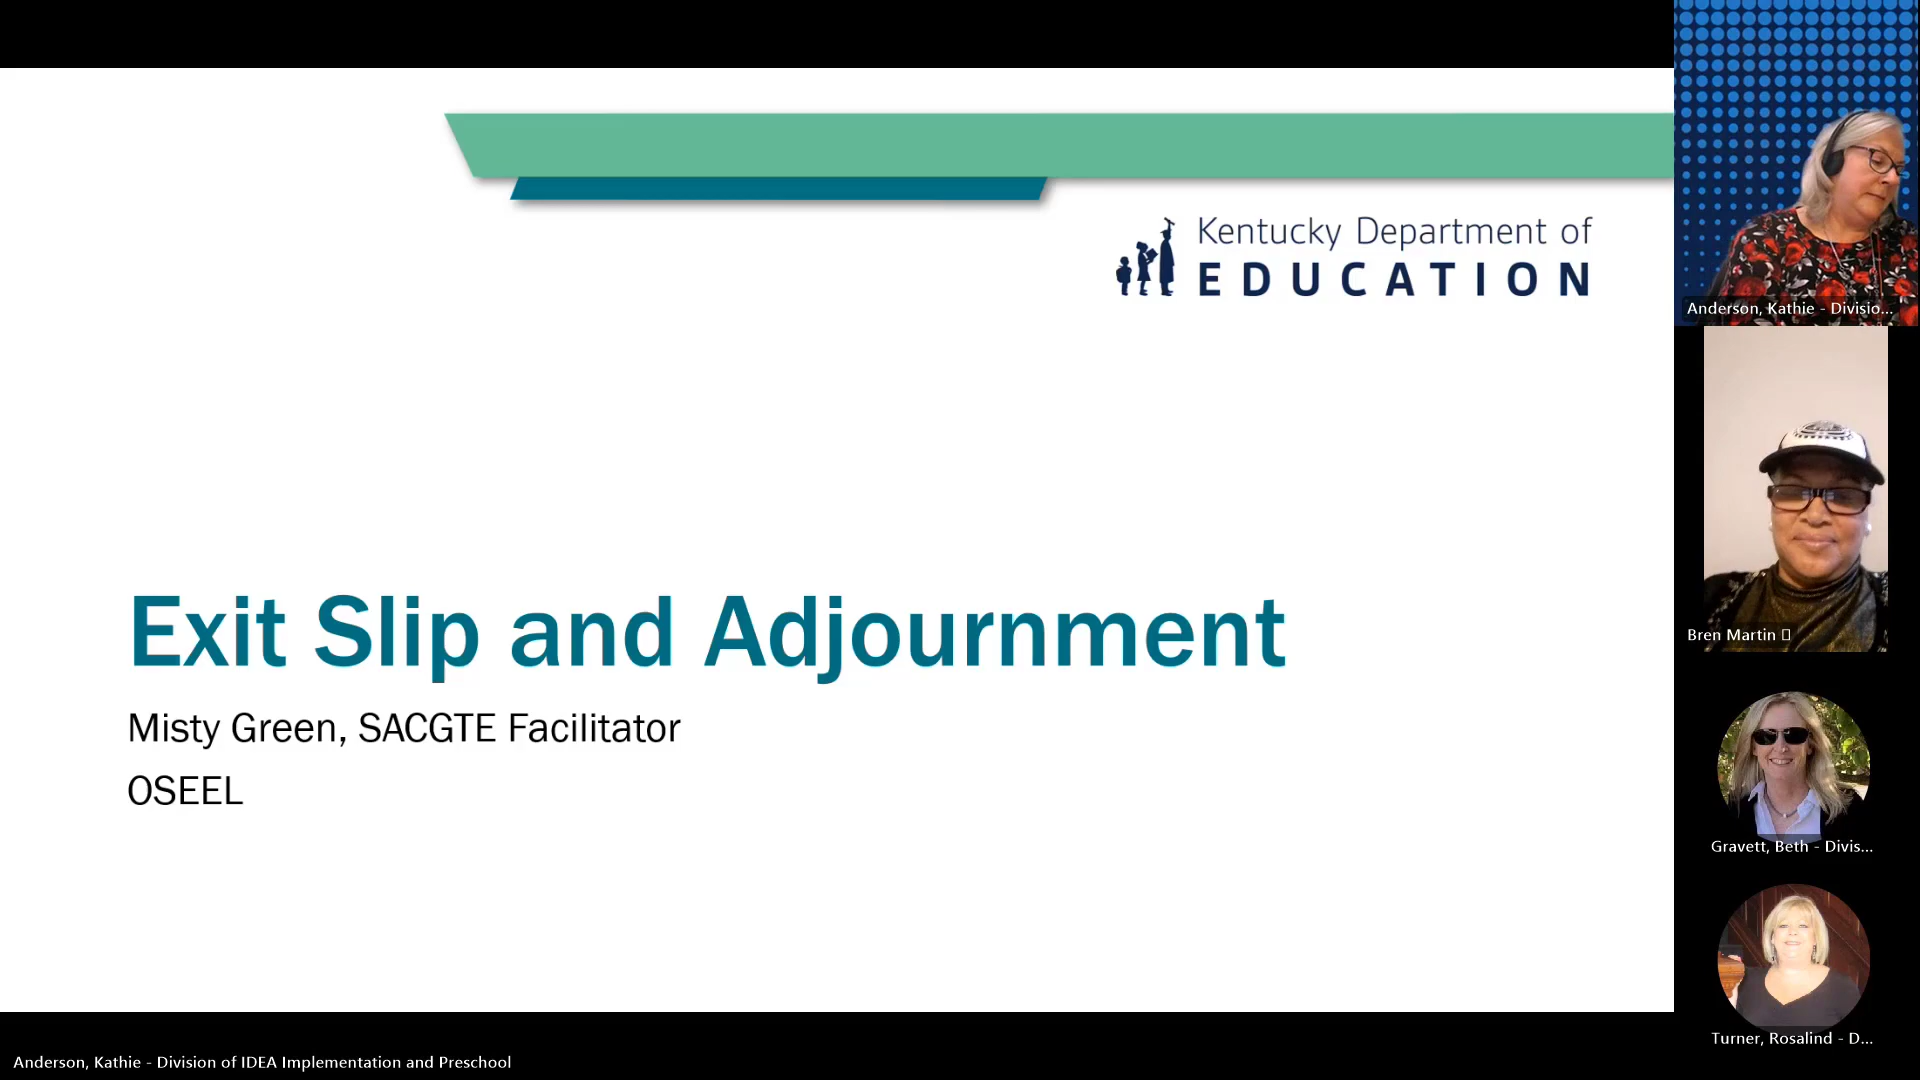 Kentucky Department of
EDUCATION
Exit Slip and Adjournment
Misty Green, SACGTE Facilitator
OSEEL
Anderson, Kathie - Divisio...
Bren Martin
Gravett, Beth - Divis...
Turner, Rosalind - D...
Anderson, Kathie - Division of IDEA Implementation and Preschool